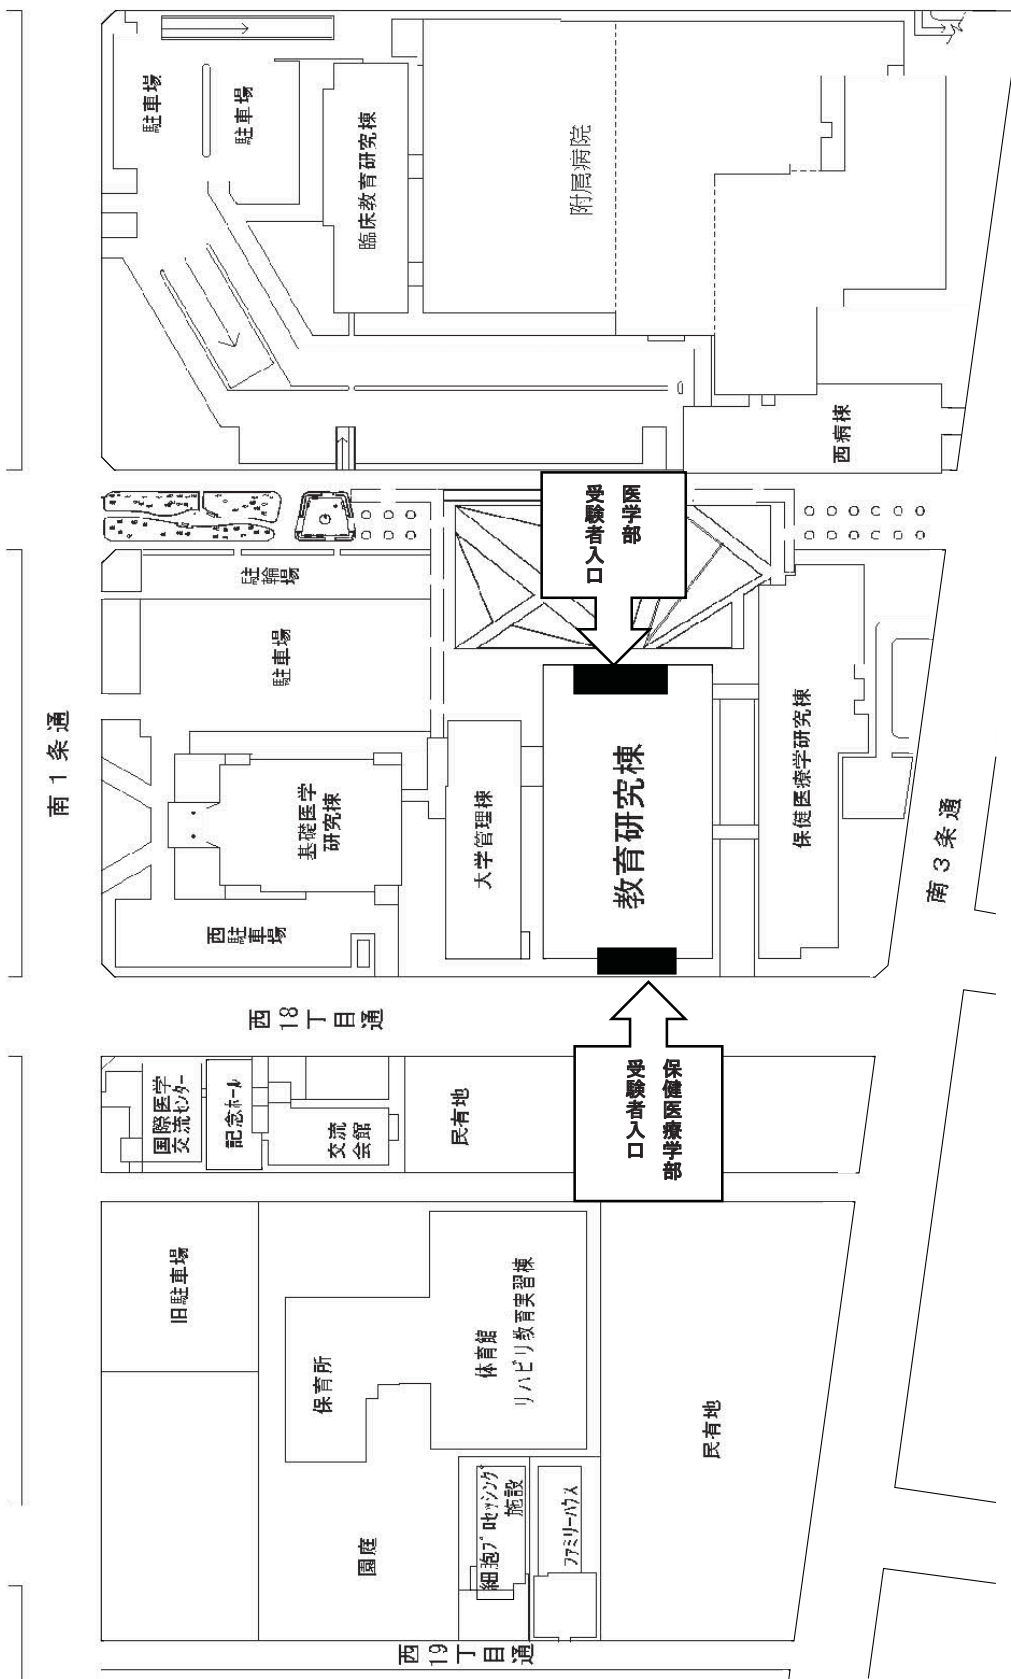 駐車場
駐車場
臨床教育研究棟
附属病院
西病棟
医学部
受験者入口
駐輪場
駐車場
南1条通
基礎医学
研究棟
大学管理棟
教育研究棟
保健医療学研究棟
南3条通
西
駐車場
西18丁目通
国際医学
交流センター
記念ホール
交流
会館
民有地
保健医療学部
受験者入口
旧駐車場
保育所
体育館
リハビリ教育実習棟
民有地
園庭
細胞プロセッシング
施設
ファミリーハウス
西19丁目通